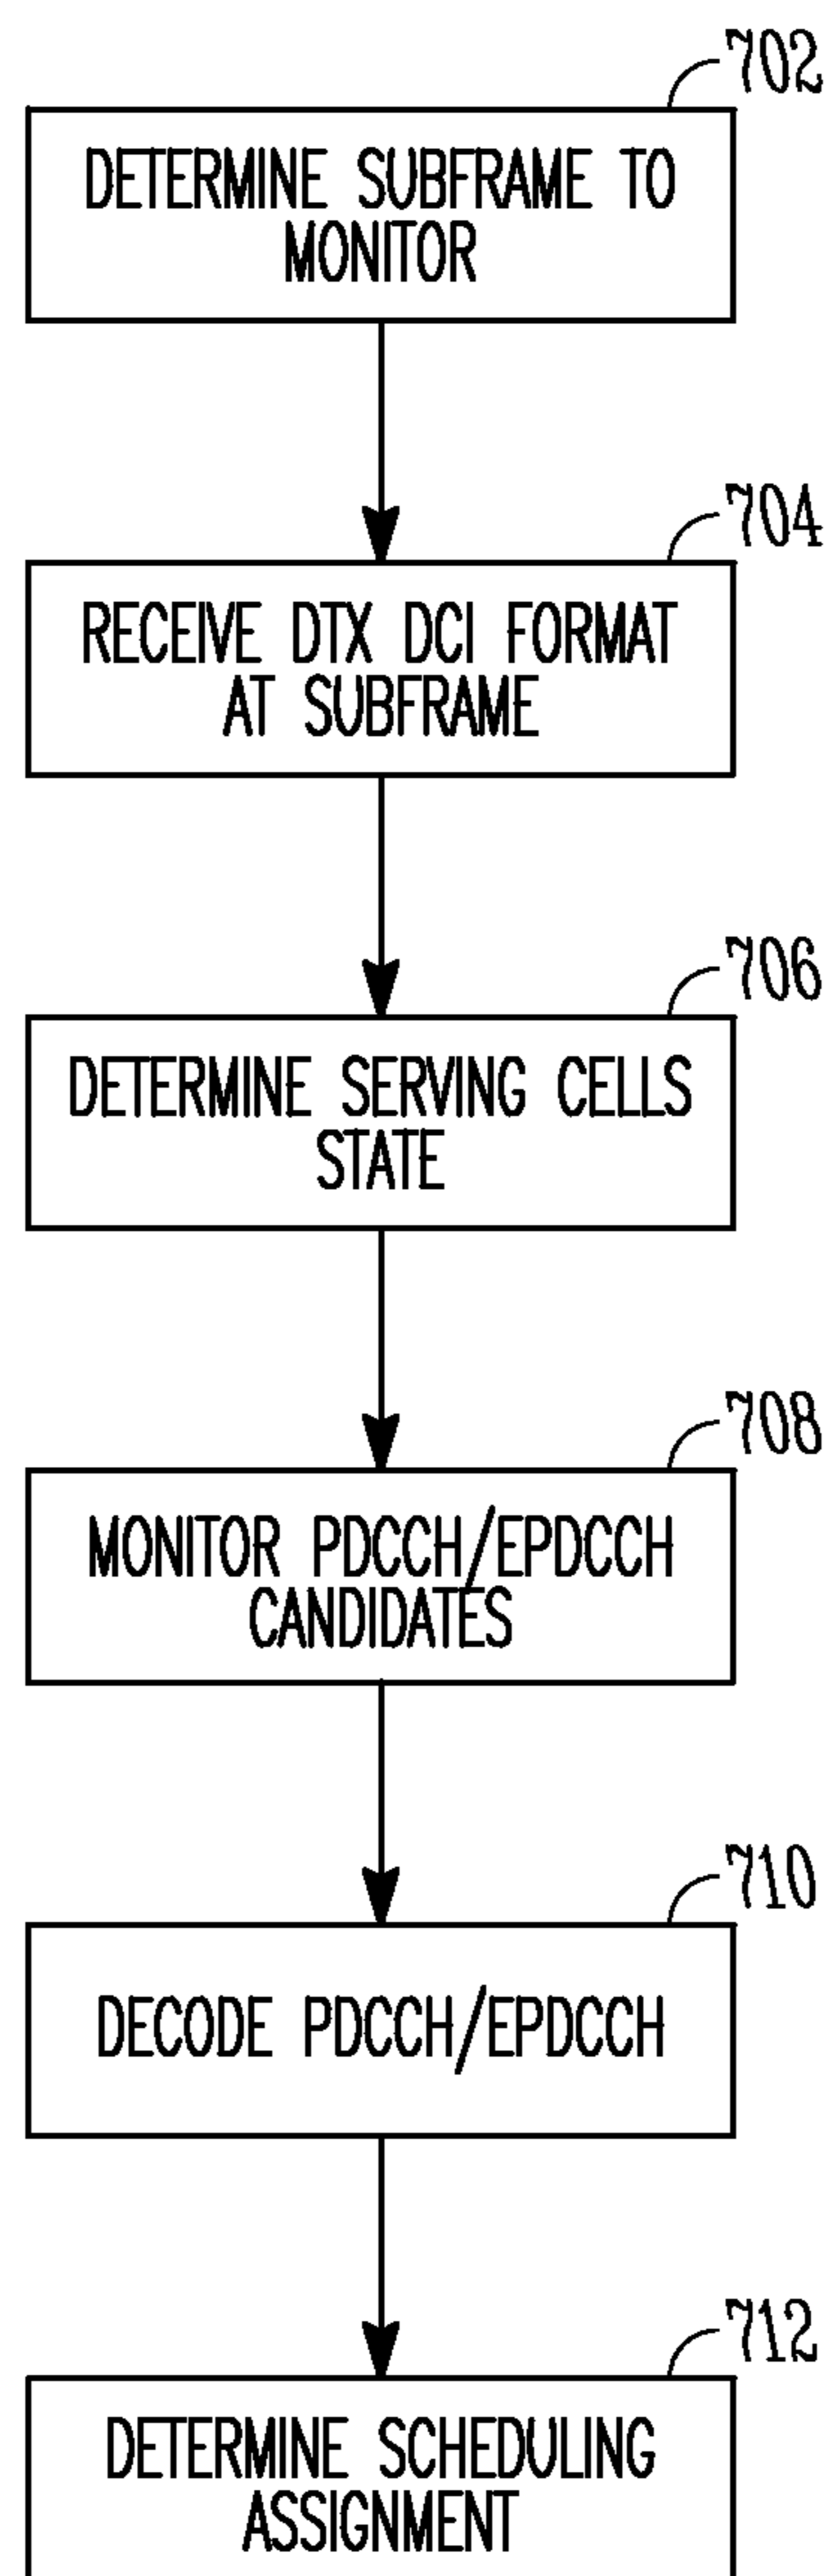 702
DETERMINE SUBFRAME TO
MONITOR
704
RECEIVE DTX DCI FORMAT
AT SUBFRAME
706
DETERMINE SERVING CELLS
STATE
708
MONITOR PDCCH/EPDCCH
CANDIDATES
710
DECODE PDCCH/EPDCCH
712
DETERMINE SCHEDULING
ASSIGNMENT